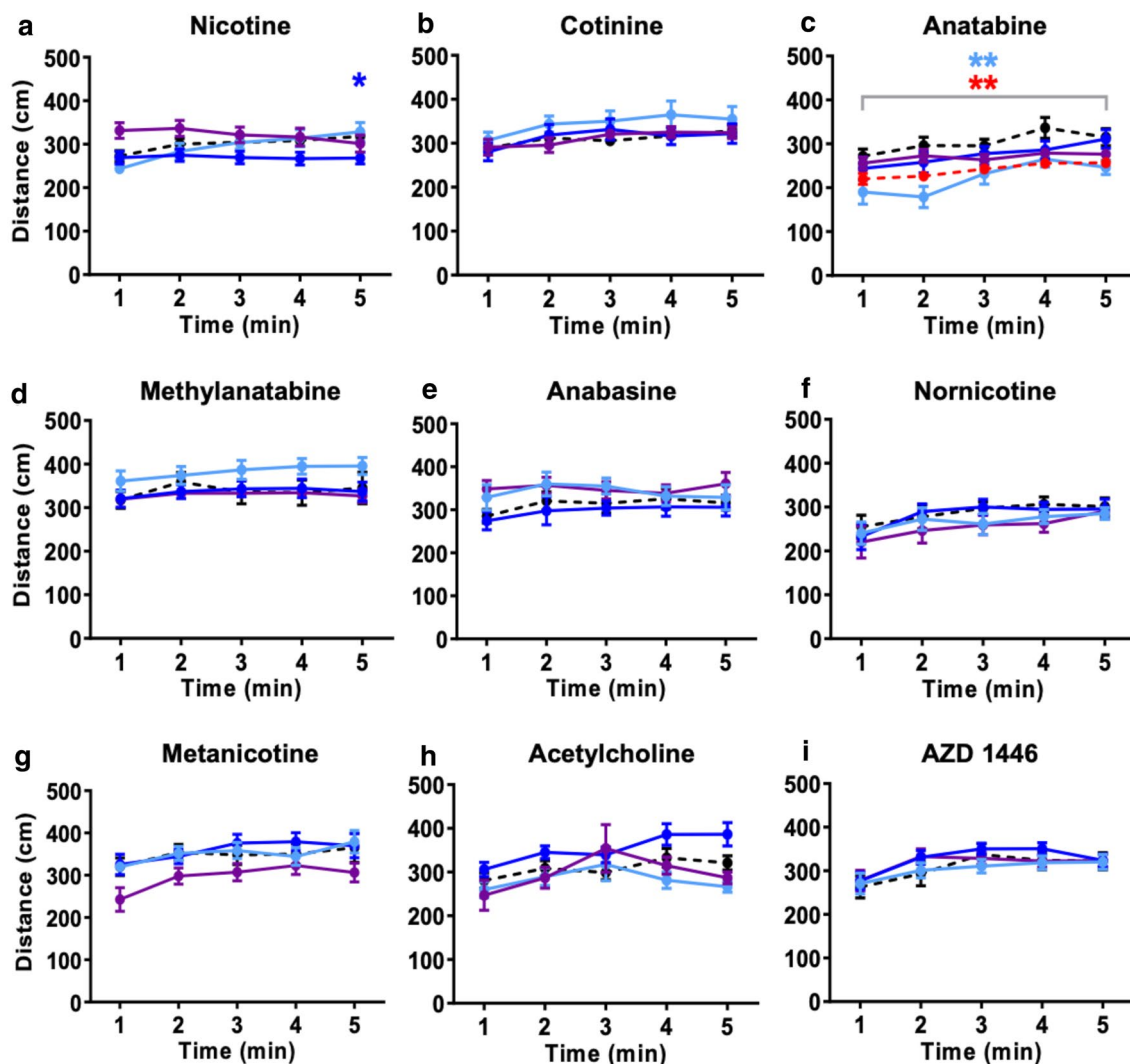 a Nicotine
Distance (cm)
500
400
300
200
100
0
*
1 2 3 4 5
Time (min)
b Cotinine
500
400
300
200
100
0
1 2 3 4 5
Time (min)
c Anatabine
500
400
300
200
100
0
**
**
1 2 3 4 5
Time (min)
d Methylanatabine
Distance (cm)
500
400
300
200
100
0
1 2 3 4 5
Time (min)
e Anabasine
500
400
300
200
100
0
1 2 3 4 5
Time (min)
f Nornicotine
500
400
300
200
100
0
1 2 3 4 5
Time (min)
g Metanicotine
Distance (cm)
500
400
300
200
100
0
1 2 3 4 5
Time (min)
h Acetylcholine
500
400
300
200
100
0
1 2 3 4 5
Time (min)
i AZD 1446
500
400
300
200
100
0
1 2 3 4 5
Time (min)